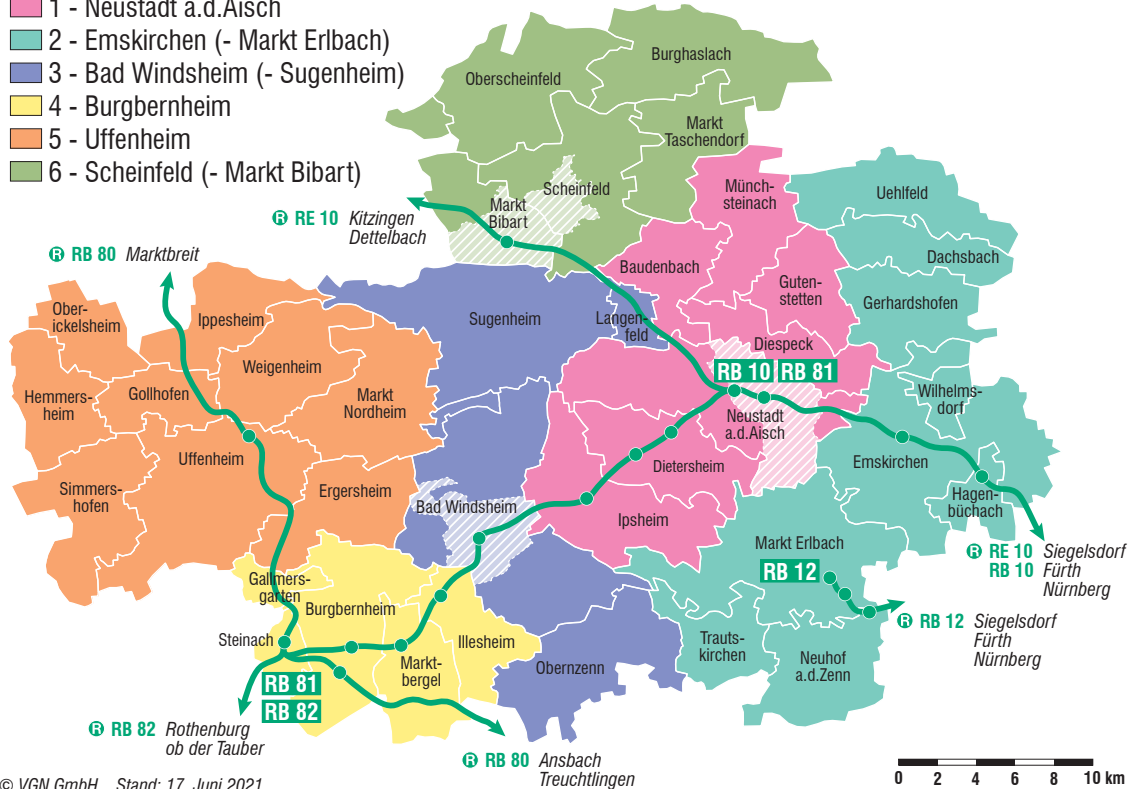 1 - Neustadt a.d.Aisch
2 - Emskirchen (- Markt Erlbach)
3 - Bad Windsheim (- Sugenheim)
4 - Burgbernheim
5 - Uffenheim
6 - Scheinfeld (- Markt Bibart)
Oberscheinfeld
Burghaslach
Markt
Taschendorf
Scheinfeld
Markt
Bibart
Münch-
steinach
Uehlfeld
R RE 10 Kitzingen
Dettelbach
R RB 80 Marktbreit
Baudenbach
Guten-
stetten
Dachsbach
Gerhardshofen
Ober-
ickelsheim
Ippesheim
Sugenheim
Langen-
feld
Diespeck
RB 10 RB 81
Weigenheim
Hemmers-
heim
Gollhofen
Markt
Nordheim
Wilhelms-
dorf
Neustadt
a.d.Aisch
Uffenheim
Dietersheim
Emskirchen
Simmers-
hofen
Ergersheim
Bad Windsheim
Ipsheim
Hagen-
büchach
Markt Erlbach
RB 12
R RE 10 Siegelsdorf
RB 10 Fürth
Nürnberg
Gallmers-
garten
Burgbernheim
R RB 12 Siegelsdorf
Fürth
Nürnberg
Steinach
Illesheim
Markt-
bergel
Obernzenn
Trauts-
kirchen
Neuhof
a.d.Zenn
RB 81
RB 82
R RB 82 Rothenburg
ob der Tauber
R RB 80 Ansbach
Treuchtlingen
© VGN GmbH Stand: 17. Juni 2021
0 2 4 6 8 10 km